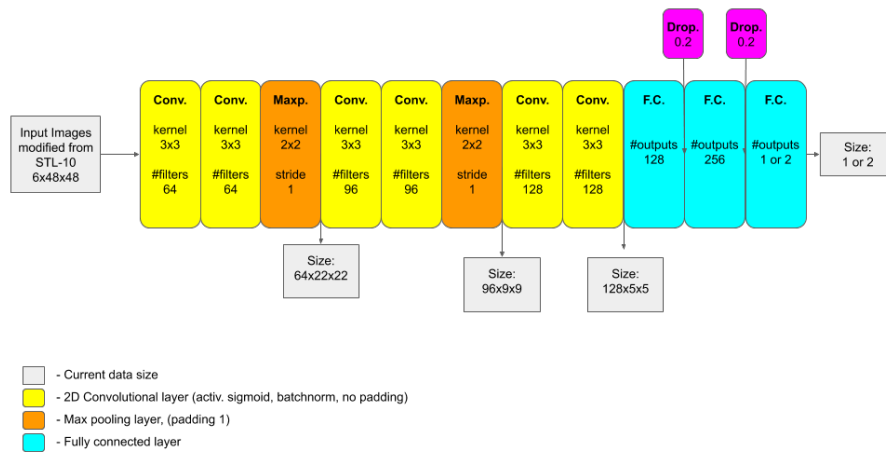 Drop.
0.2
Drop.
0.2
Input Images
modified from
STL-10
6x48x48
Conv.
kernel
3x3
#filters
64
Conv.
kernel
3x3
#filters
64
Maxp.
kernel
2x2
stride
1
Conv.
kernel
3x3
#filters
96
Conv.
kernel
3x3
#filters
96
Maxp.
kernel
2x2
stride
1
Conv.
kernel
3x3
#filters
128
Conv.
kernel
3x3
#filters
128
F.C.
#outputs
128
F.C.
#outputs
256
F.C.
#outputs
1 or 2
Size:
1 or 2
Size:
64x22x22
Size:
96x9x9
Size:
128x5x5
- Current data size
- 2D Convolutional layer (activ. sigmoid, batchnorm, no padding)
- Max pooling layer, (padding 1)
- Fully connected layer